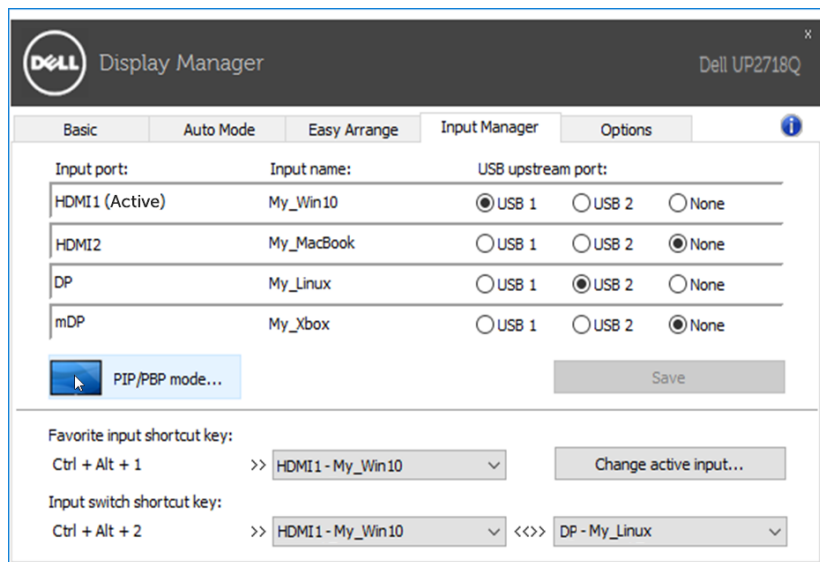 x
DELL Display Manager Dell UP2718Q
Basic Auto Mode Easy Arrange Input Manager Options i
Input port: Input name: USB upstream port:
HDMI1 (Active) My_Win10 USB 1 USB 2 None
HDMI2 My_MacBook USB 1 USB 2 None
DP My_Linux USB 1 USB 2 None
mDP My_Xbox USB 1 USB 2 None
PIP/PBP mode... Save
Favorite input shortcut key:
Ctrl + Alt + 1 >> HDMI1 - My_Win10 Change active input...
Input switch shortcut key:
Ctrl + Alt + 2 >> HDMI1 - My_Win10 <<>> DP - My_Linux